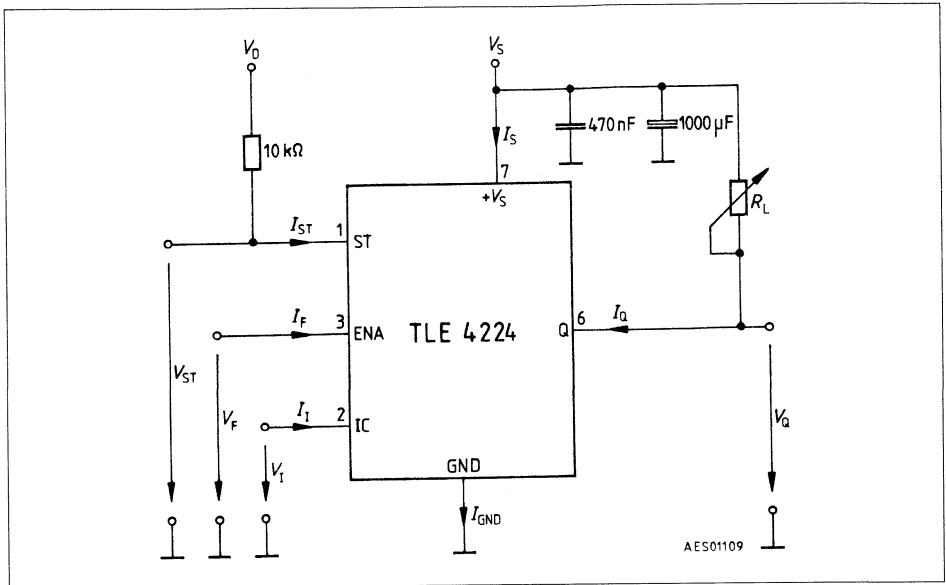 V_D
V_S
10 kΩ
470 nF
1000 µF
I_S
7
+V_S
R_L
I_ST
1
ST
I_F
3
ENA
TLE 4224
Q
6
I_Q
V_ST
V_F
I_I
2
IC
V_I
V_Q
GND
I_GND
AES01109